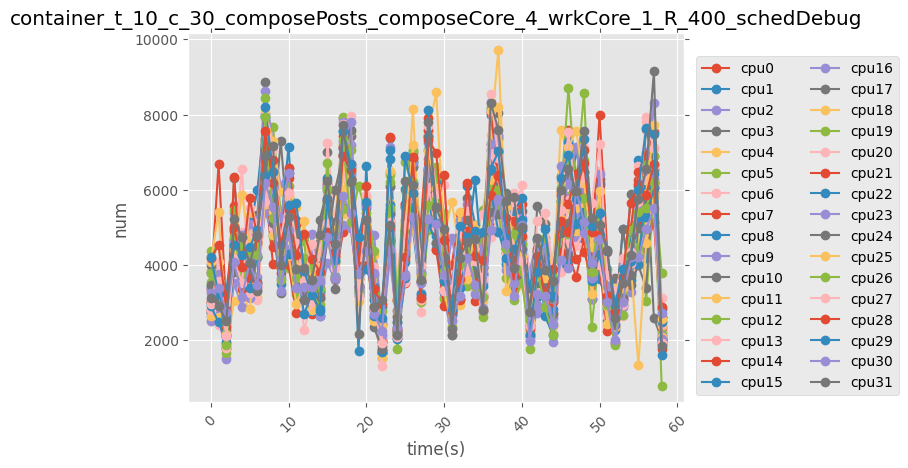 container_t_10_c_30_composePosts_composeCore_4_wrkCore_1_R_400_schedDebug
num
10000
8000
6000
4000
2000
0
10
20
30
40
50
60
time(s)
cpu0
cpu1
cpu2
cpu3
cpu4
cpu5
cpu6
cpu7
cpu8
cpu9
cpu10
cpu11
cpu12
cpu13
cpu14
cpu15
cpu16
cpu17
cpu18
cpu19
cpu20
cpu21
cpu22
cpu23
cpu24
cpu25
cpu26
cpu27
cpu28
cpu29
cpu30
cpu31